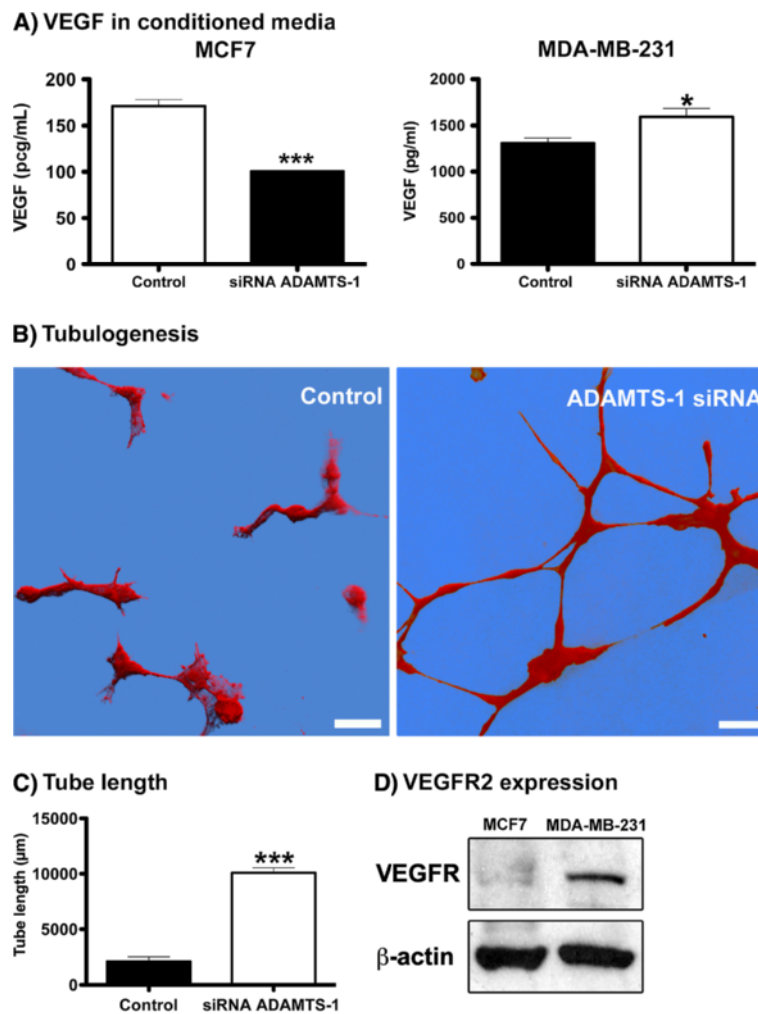 A) VEGF in conditioned media
MCF7
VEGF (pcg/mL)
200
150
100
50
0
***
Control
siRNA ADAMTS-1
MDA-MB-231
VEGF (pg/ml)
2000
1500
1000
500
0
*
Control
siRNA ADAMTS-1
B) Tubulogenesis
Control
ADAMTS-1 siRNA
C) Tube length
Tube length (µm)
15000
10000
5000
0
***
Control
siRNA ADAMTS-1
D) VEGFR2 expression
MCF7 MDA-MB-231
VEGFR
β-actin